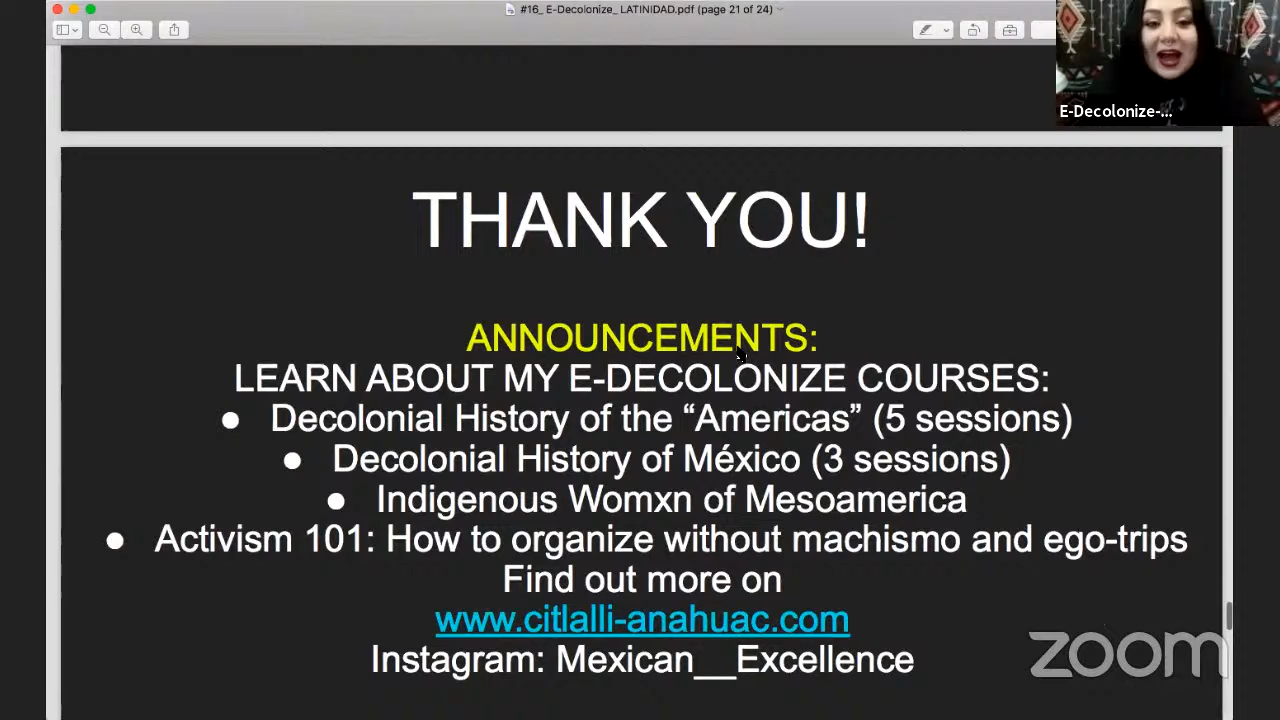 #16_ E-Decolonize_ LATINIDAD.pdf (page 21 of 24)
E-Decolonize-...
THANK YOU!
ANNOUNCEMENTS:
LEARN ABOUT MY E-DECOLONIZE COURSES:
● Decolonial History of the “Americas” (5 sessions)
● Decolonial History of México (3 sessions)
● Indigenous Womxn of Mesoamerica
● Activism 101: How to organize without machismo and ego-trips
Find out more on
www.citlalli-anahuac.com
Instagram: Mexican__Excellence
zoom